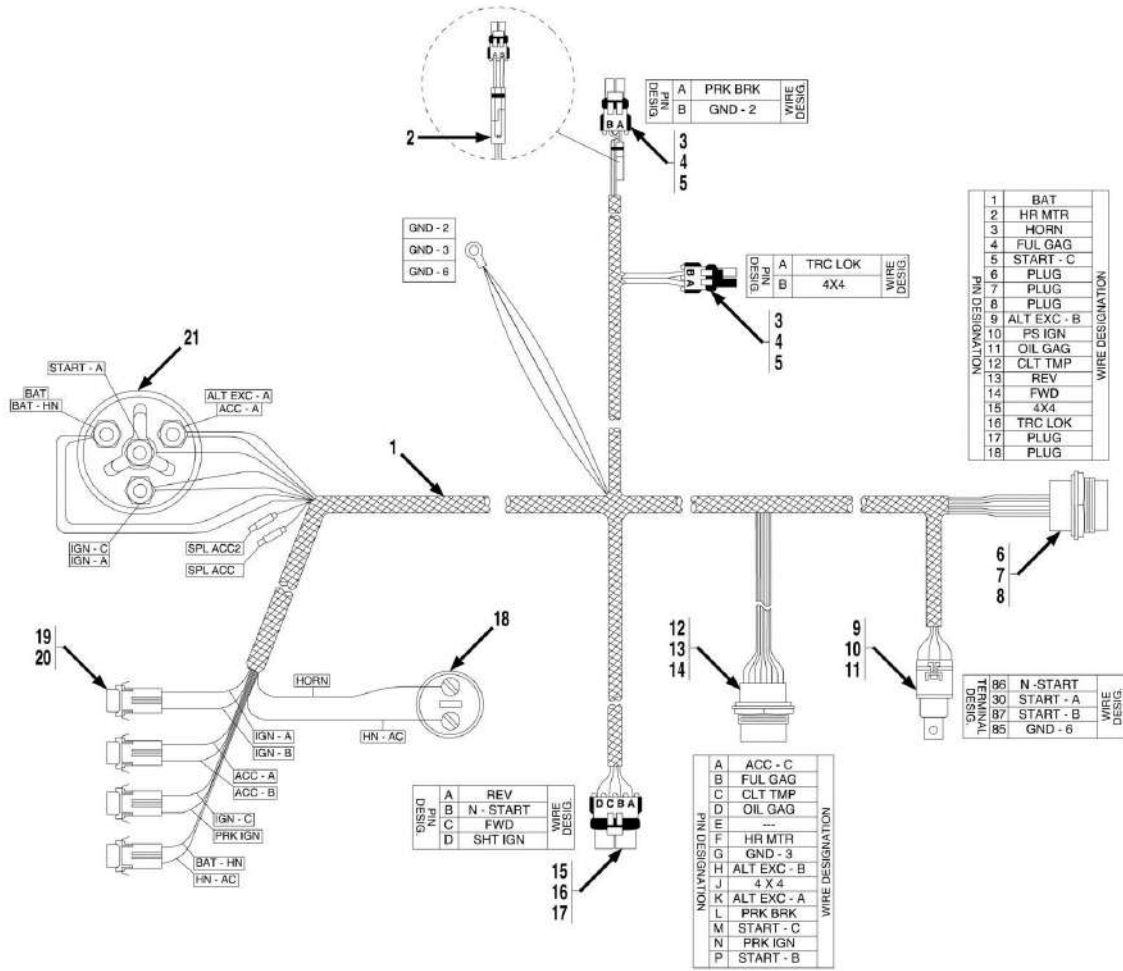 PIN DESIG.
A PRK BRK
B GND - 2
WIRE DESIG.
A B
2
B A
3
4
5
GND - 2
GND - 3
GND - 6
PIN DESIG.
A TRC LOK
B 4X4
WIRE DESIG.
B A
3
4
5
PIN DESIGNATION
1 BAT
2 HR MTR
3 HORN
4 FUL GAG
5 START - C
6 PLUG
7 PLUG
8 PLUG
9 ALT EXC - B
10 PS IGN
11 OIL GAG
12 CLT TMP
13 REV
14 FWD
15 4X4
16 TRC LOK
17 PLUG
18 PLUG
WIRE DESIGNATION
21
START - A
BAT
BAT - HN
ALT EXC - A
ACC - A
1
IGN - C
IGN - A
SPL ACC2
SPL ACC
6
7
8
19
20
HORN
18
HN - AC
IGN - A
IGN - B
ACC - A
ACC - B
IGN - C
PRK IGN
BAT - HN
HN - AC
12
13
14
9
10
11
TERMINAL DESIG.
86 N -START
30 START - A
87 START - B
85 GND - 6
WIRE DESIG.
PIN DESIG.
A REV
B N - START
C FWD
D SHT IGN
WIRE DESIG.
D C B A
15
16
17
PIN DESIGNATION
A ACC - C
B FUL GAG
C CLT TMP
D OIL GAG
E ---
F HR MTR
G GND - 3
H ALT EXC - B
J 4 X 4
K ALT EXC - A
L PRK BRK
M START - C
N PRK IGN
P START - B
WIRE DESIGNATION